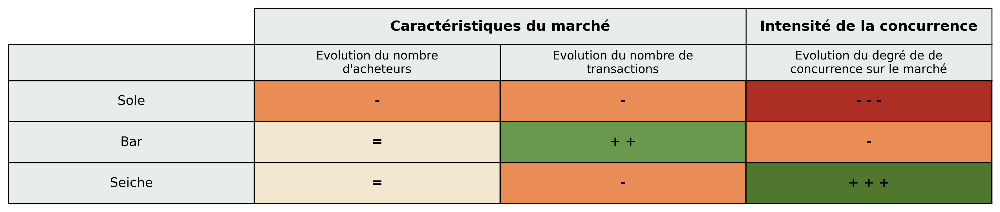 Caractéristiques du marché
Intensité de la concurrence
Evolution du nombre
d'acheteurs
Evolution du nombre de
transactions
Evolution du degré de de
concurrence sur le marché
Sole
-
-
- - -
Bar
=
+ +
-
Seiche
=
-
+ + +